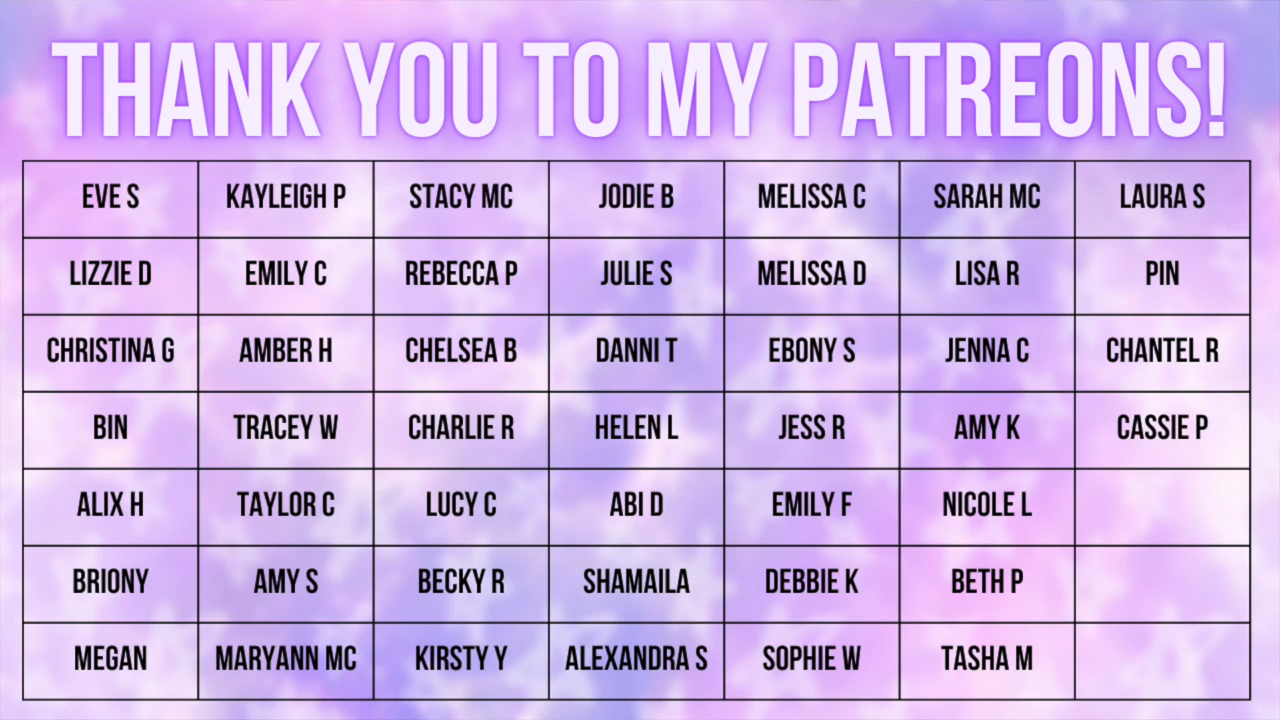 THANK YOU TO MY PATREONS!
EVE S KAYLEIGH P STACY MC JODIE B MELISSA C SARAH MC LAURA S
LIZZIE D EMILY C REBECCA P JULIE S MELISSA D LISA R PIN
CHRISTINA G AMBER H CHELSEA B DANNI T EBONY S JENNA C CHANTEL R
BIN TRACEY W CHARLIE R HELEN L JESS R AMY K CASSIE P
ALIX H TAYLOR C LUCY C ABI D EMILY F NICOLE L
BRIONY AMY S BECKY R SHAMAILA DEBBIE K BETH P
MEGAN MARYANN MC KIRSTY Y ALEXANDRA S SOPHIE W TASHA M